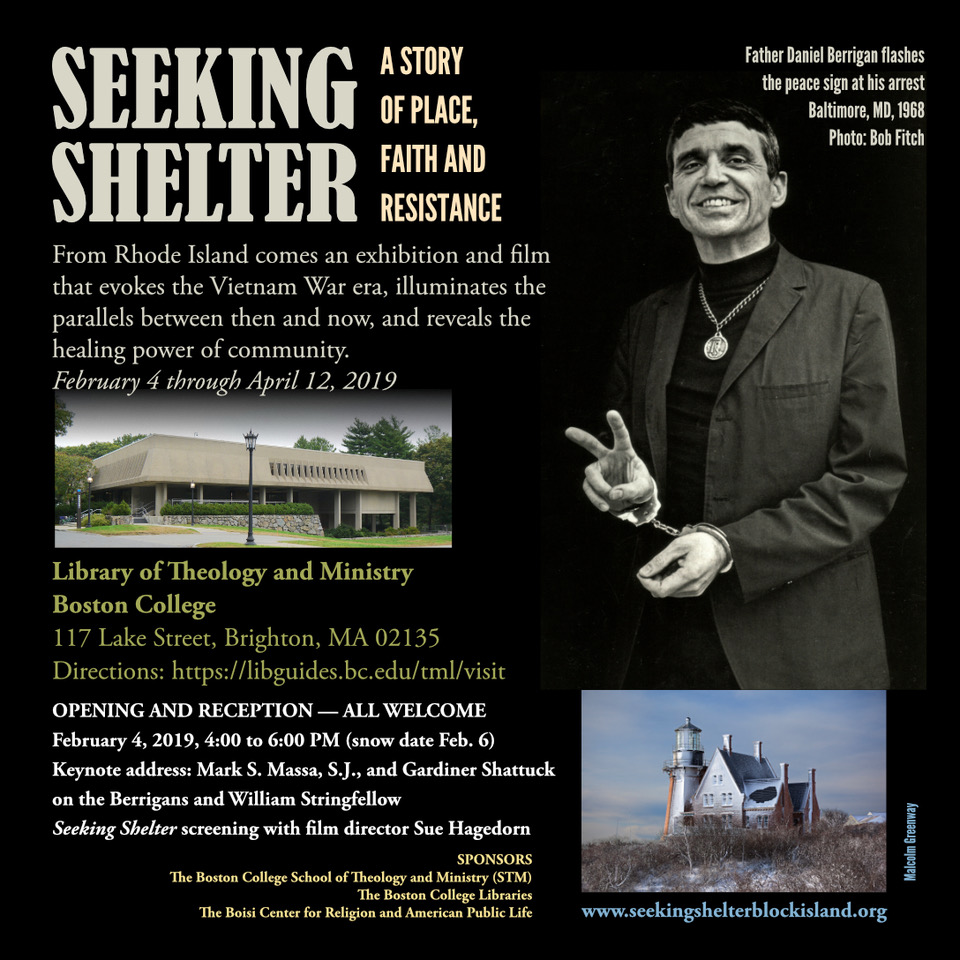 SEEKING
SHELTER
A STORY
OF PLACE,
FAITH AND
RESISTANCE
Father Daniel Berrigan flashes
the peace sign at his arrest
Baltimore, MD, 1968
Photo: Bob Fitch
From Rhode Island comes an exhibition and film
that evokes the Vietnam War era, illuminates the
parallels between then and now, and reveals the
healing power of community.
February 4 through April 12, 2019
Library of Theology and Ministry
Boston College
117 Lake Street, Brighton, MA 02135
Directions: https://libguides.bc.edu/tml/visit
OPENING AND RECEPTION — ALL WELCOME
February 4, 2019, 4:00 to 6:00 PM (snow date Feb. 6)
Keynote address: Mark S. Massa, S.J., and Gardiner Shattuck
on the Berrigans and William Stringfellow
Seeking Shelter screening with film director Sue Hagedorn
SPONSORS
The Boston College School of Theology and Ministry (STM)
The Boston College Libraries
The Boisi Center for Religion and American Public Life
Malcolm Greenway
www.seekingshelterblockisland.org